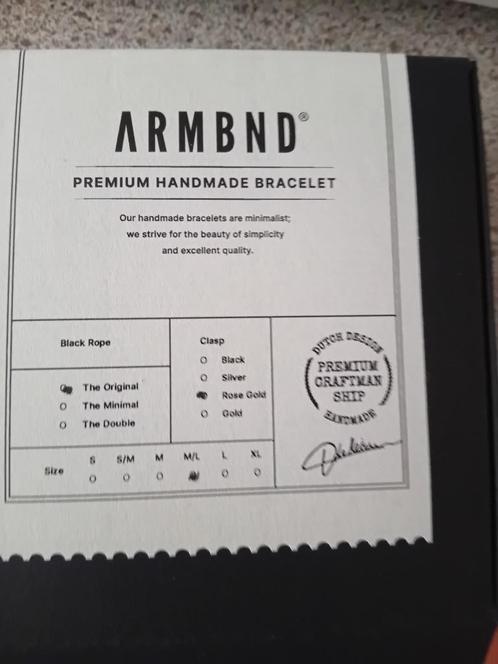 ARMBND®
PREMIUM HANDMADE BRACELET
Our handmade bracelets are minimalist;
we strive for the beauty of simplicity
and excellent quality.
Black Rope
The Original
The Minimal
The Double
Clasp
Black
Silver
Rose Gold
Gold
DUTCH DESIGN
PREMIUM
CRAFTMAN
SHIP
HANDMADE
Size S S/M M M/L L XL